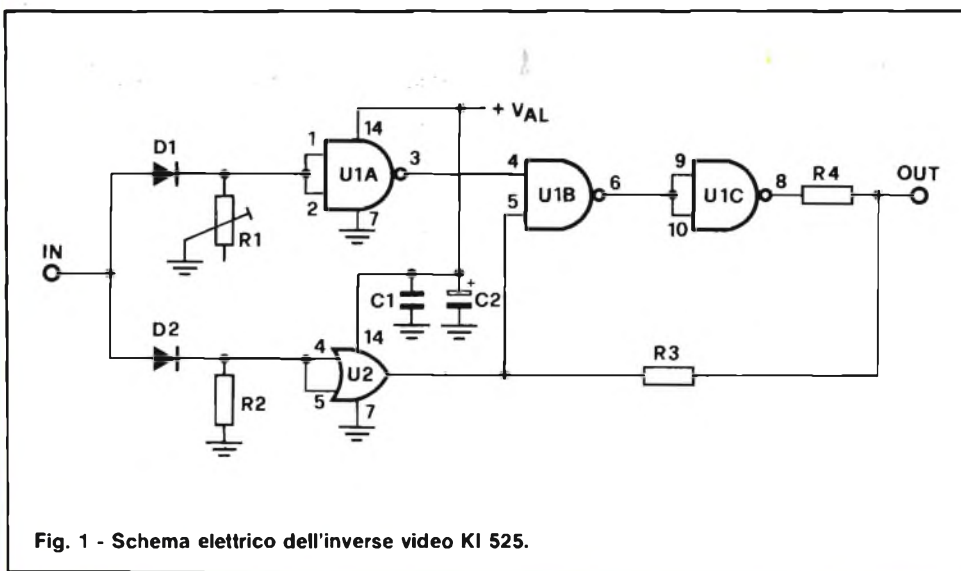 + VAL
14
D1
1
U1A
3
2
7
R1
IN
4
U1B
6
5
9
U1C
8
10
R4
OUT
C1
+
C2
D2
14
4
U2
5
7
R2
R3
Fig. 1 - Schema elettrico dell'inverse video KI 525.